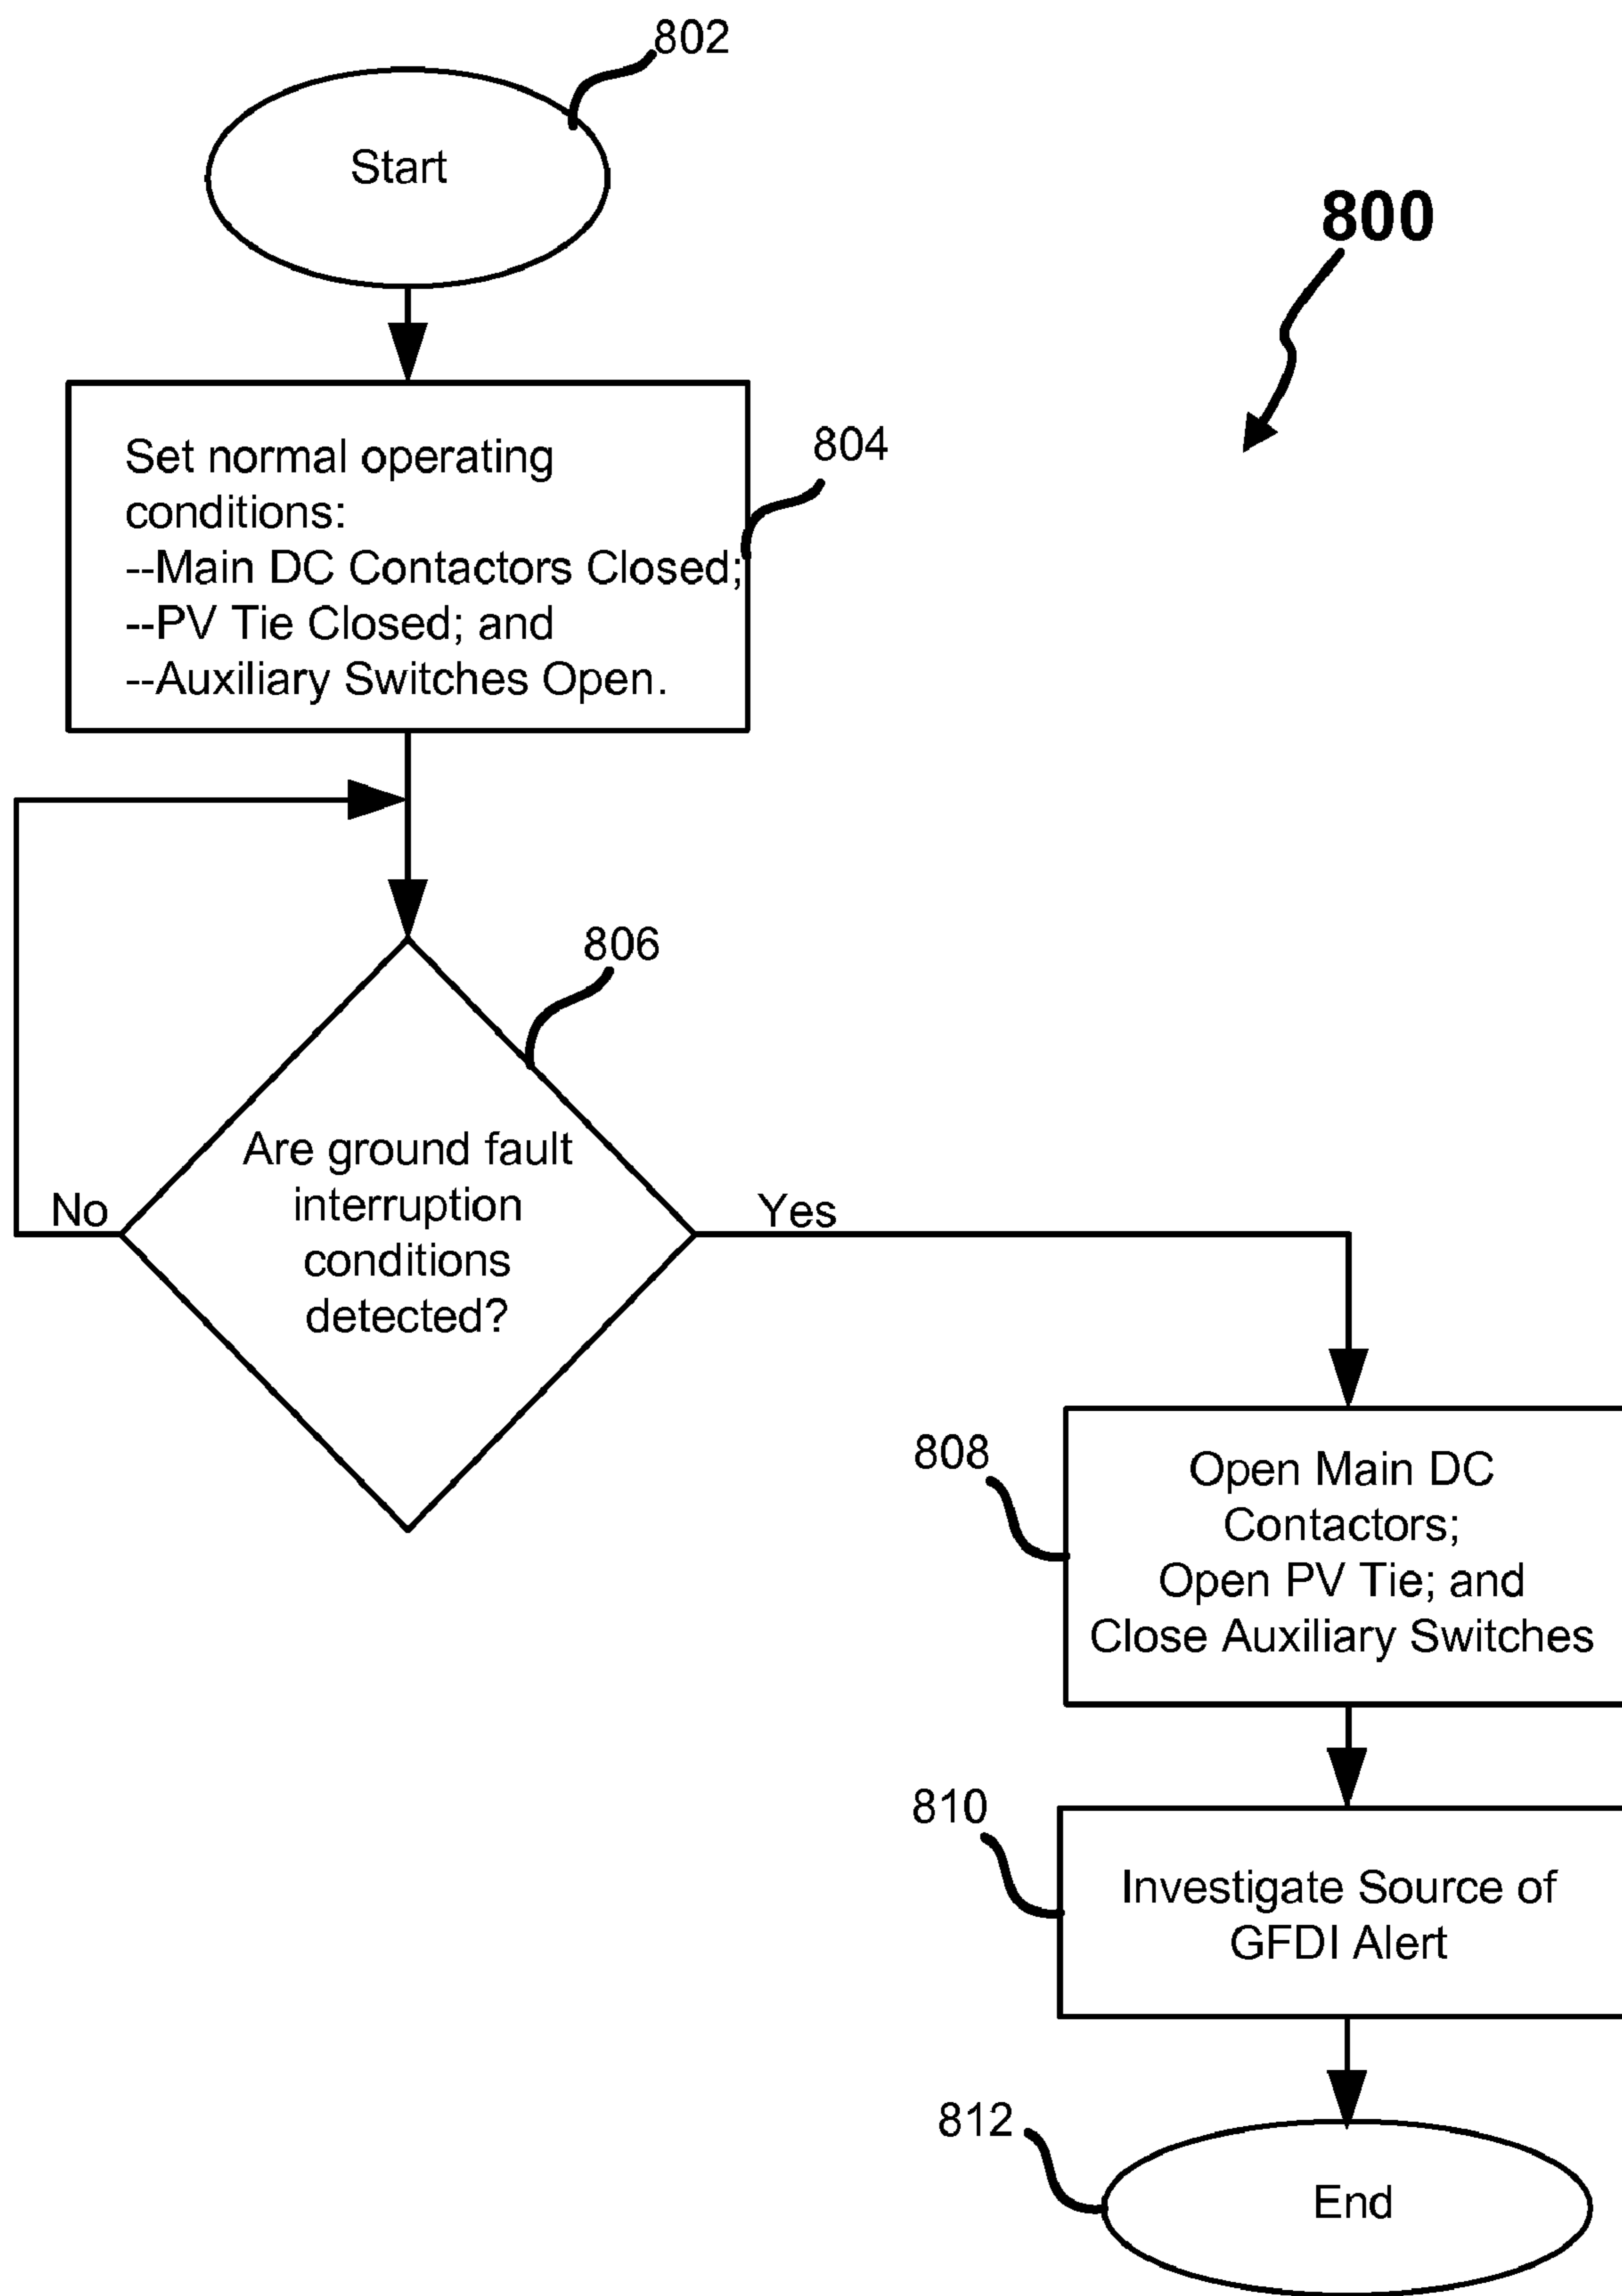 802
Start
800
Set normal operating
conditions:
--Main DC Contactors Closed;
--PV Tie Closed; and
--Auxiliary Switches Open.
804
806
Are ground fault
interruption
conditions
detected?
No
Yes
808
Open Main DC
Contactors;
Open PV Tie; and
Close Auxiliary Switches
810
Investigate Source of
GFDI Alert
812
End